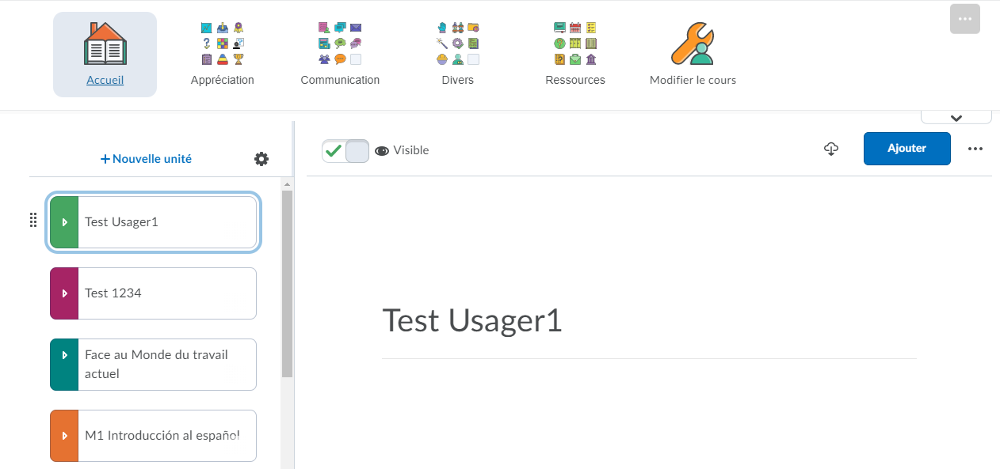 Accueil
Appréciation
Communication
Divers
Ressources
Modifier le cours
Nouvelle unité
Visible
Ajouter
Test Usager1
Test 1234
Face au Monde du travail
actuel
M1 Introducción al español
Test Usager1